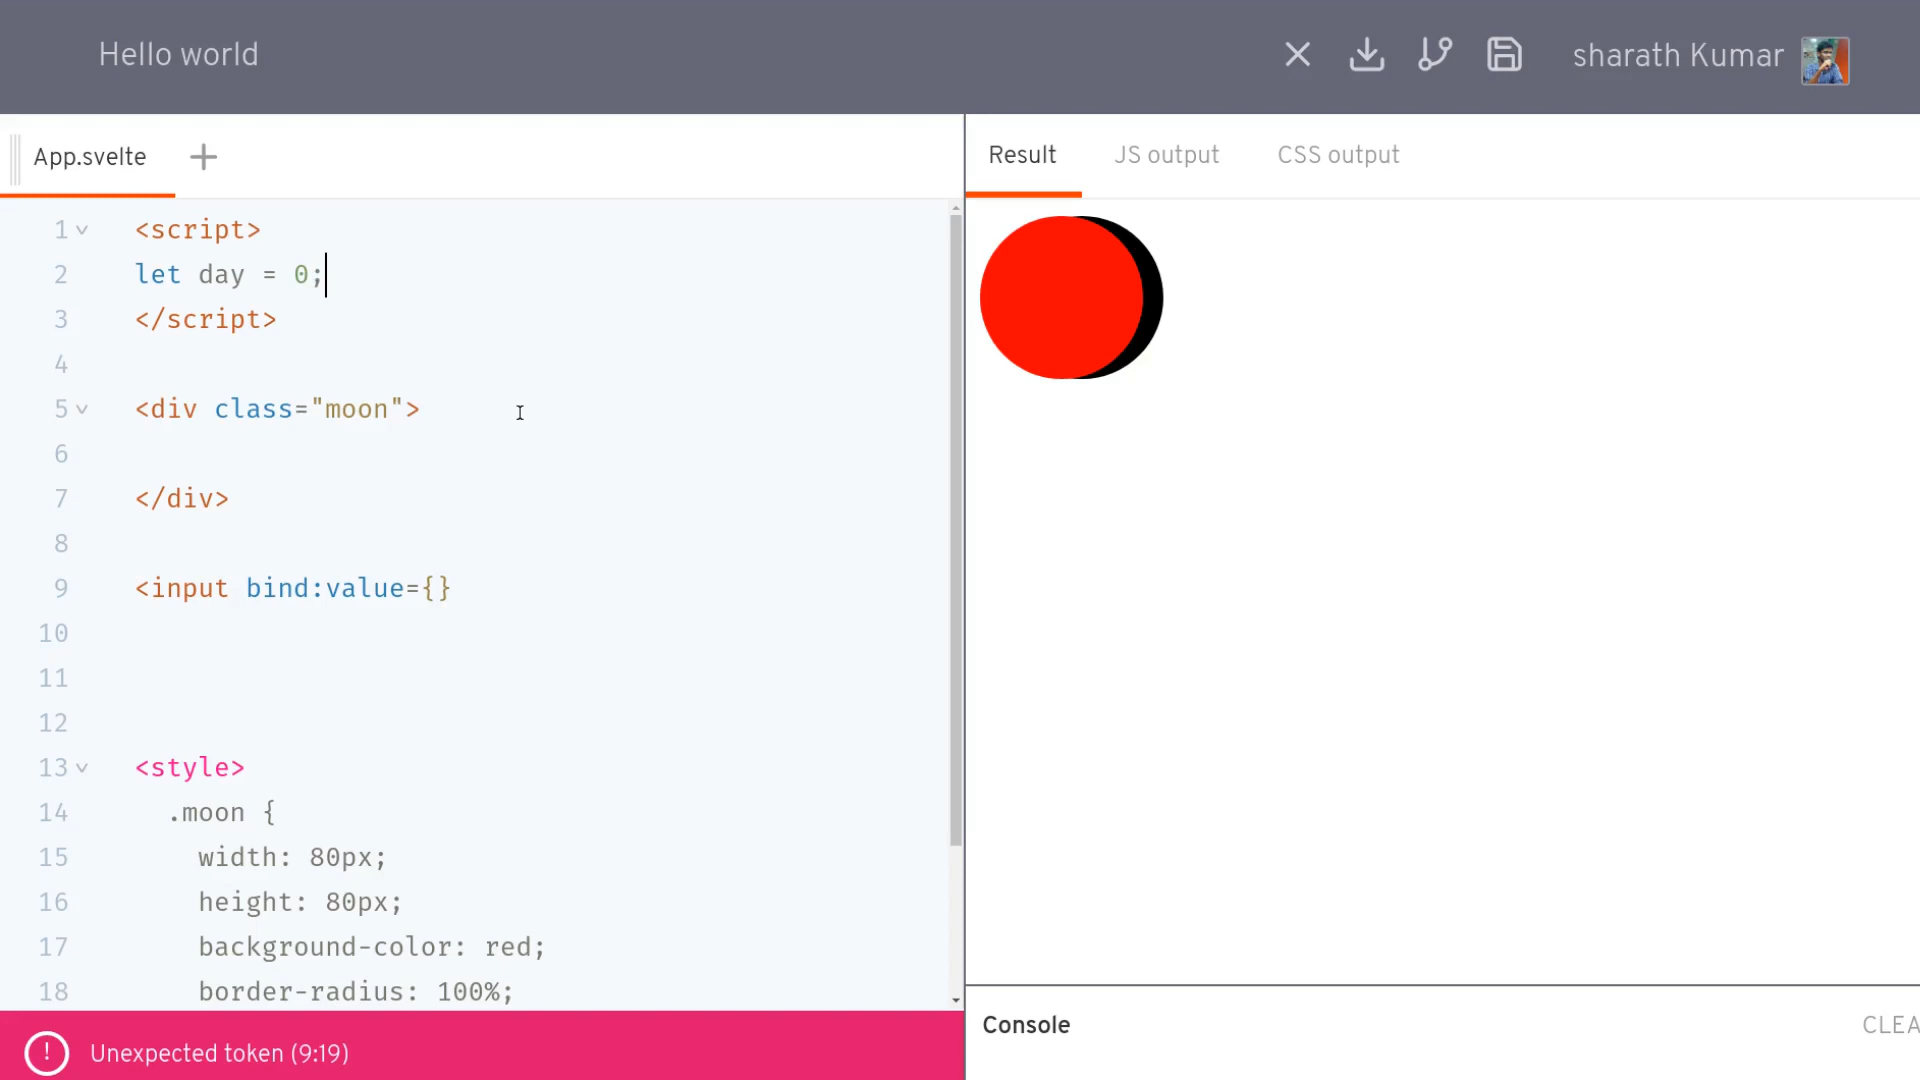 Hello world
sharath Kumar
App.svelte
Result JS output CSS output
1 <script>
2 let day = 0;
3 </script>
4
5 <div class="moon">
6
7 </div>
8
9 <input bind:value={}
10
11
12
13 <style>
14 .moon {
15 width: 80px;
16 height: 80px;
17 background-color: red;
18 border-radius: 100%;
! Unexpected token (9:19)
Console
CLEA